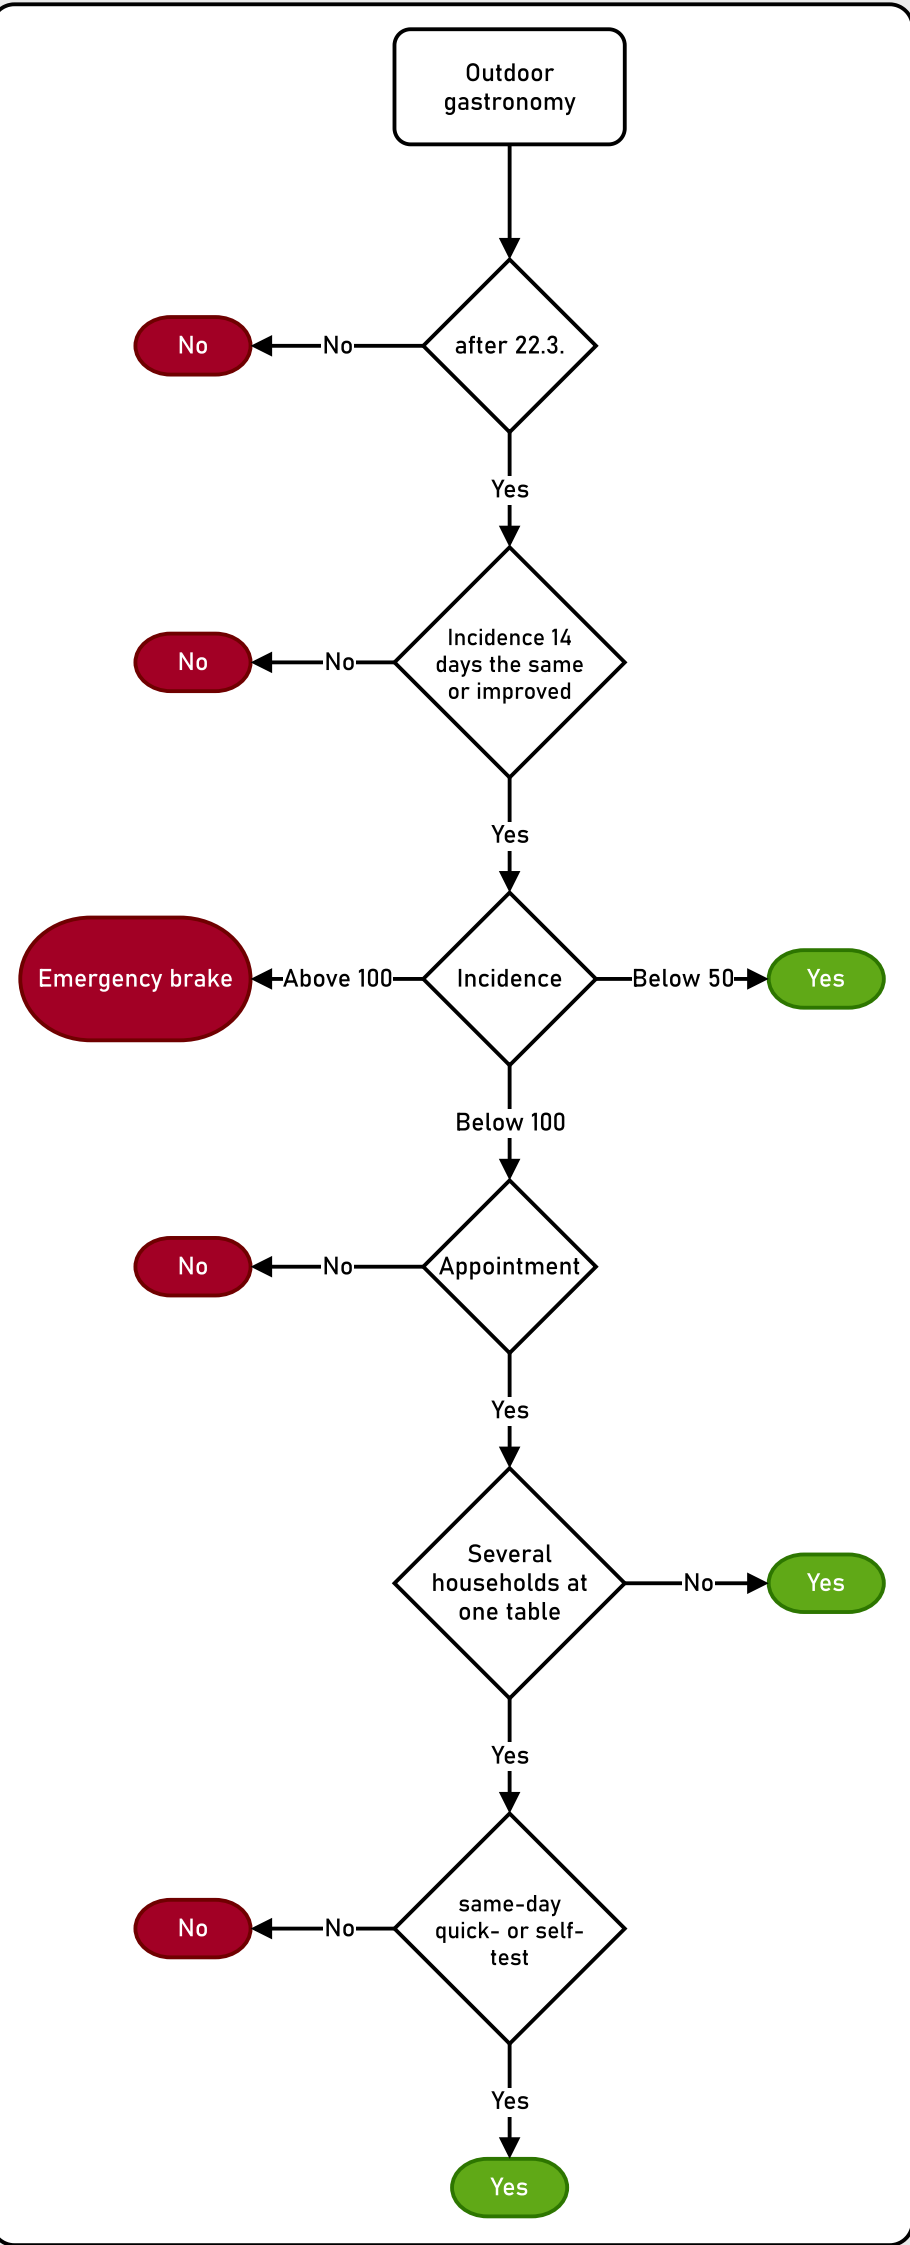 Outdoor
gastronomy
after 22.3.
No
No
Yes
Incidence 14
days the same
or improved
No
No
Yes
Incidence
Above 100
Emergency brake
Below 50
Yes
Below 100
Appointment
No
No
Yes
Several
households at
one table
No
Yes
Yes
same-day
quick- or self-
test
No
No
Yes
Yes